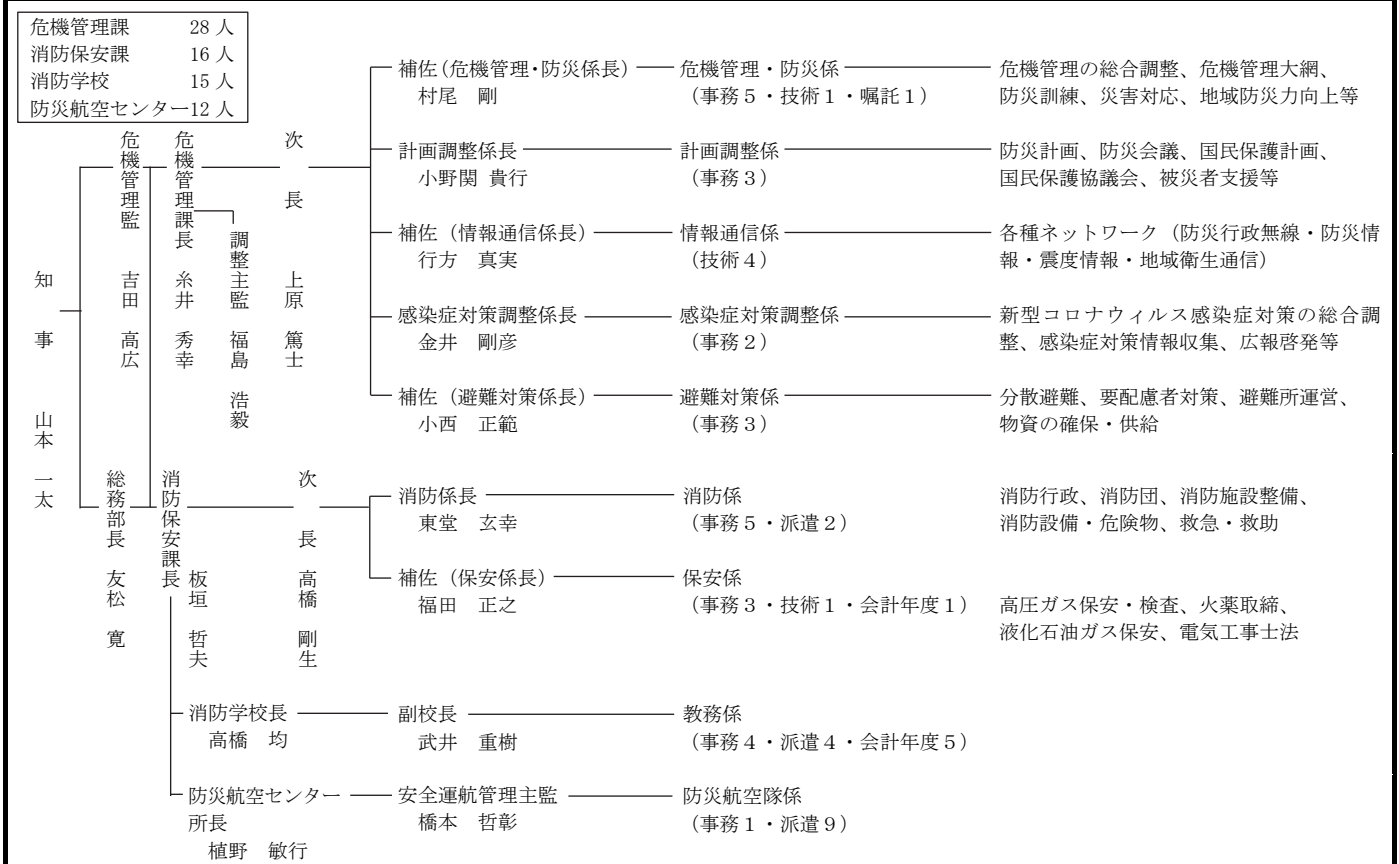 危機管理課 28人
消防保安課 16人
消防学校 15人
防災航空センター12人
知事 山本 一太
危機管理監 吉田 高広
総務部長 友松 寛
危機管理課長 糸井 秀幸
調整主監 福島 浩毅
次長 上原 篤士
補佐(危機管理・防災係長) 危機管理・防災係 危機管理の総合調整、危機管理大綱、
村尾 剛 (事務5・技術1・嘱託1) 防災訓練、災害対応、地域防災力向上等
計画調整係長 計画調整係 防災計画、防災会議、国民保護計画、
小野関 貴行 (事務3) 国民保護協議会、被災者支援等
補佐(情報通信係長) 情報通信係 各種ネットワーク(防災行政無線・防災情
行方 真実 (技術4) 報・震度情報・地域衛生通信)
感染症対策調整係長 感染症対策調整係 新型コロナウィルス感染症対策の総合調
金井 剛彦 (事務2) 整、感染症対策情報収集、広報啓発等
補佐(避難対策係長) 避難対策係 分散避難、要配慮者対策、避難所運営、
小西 正範 (事務3) 物資の確保・供給
消防保安課長 板垣 哲夫
次長 高橋 剛生
消防係長 消防係 消防行政、消防団、消防施設整備、
東堂 玄幸 (事務5・派遣2) 消防設備・危険物、救急・救助
補佐(保安係長) 保安係
福田 正之 (事務3・技術1・会計年度1) 高圧ガス保安・検査、火薬取締、
液化石油ガス保安、電気工事士法
消防学校長 副校長 教務係
高橋 均 武井 重樹 (事務4・派遣4・会計年度5)
防災航空センター 安全運航管理主監 防災航空隊係
所長 橋本 哲彰 (事務1・派遣9)
植野 敏行